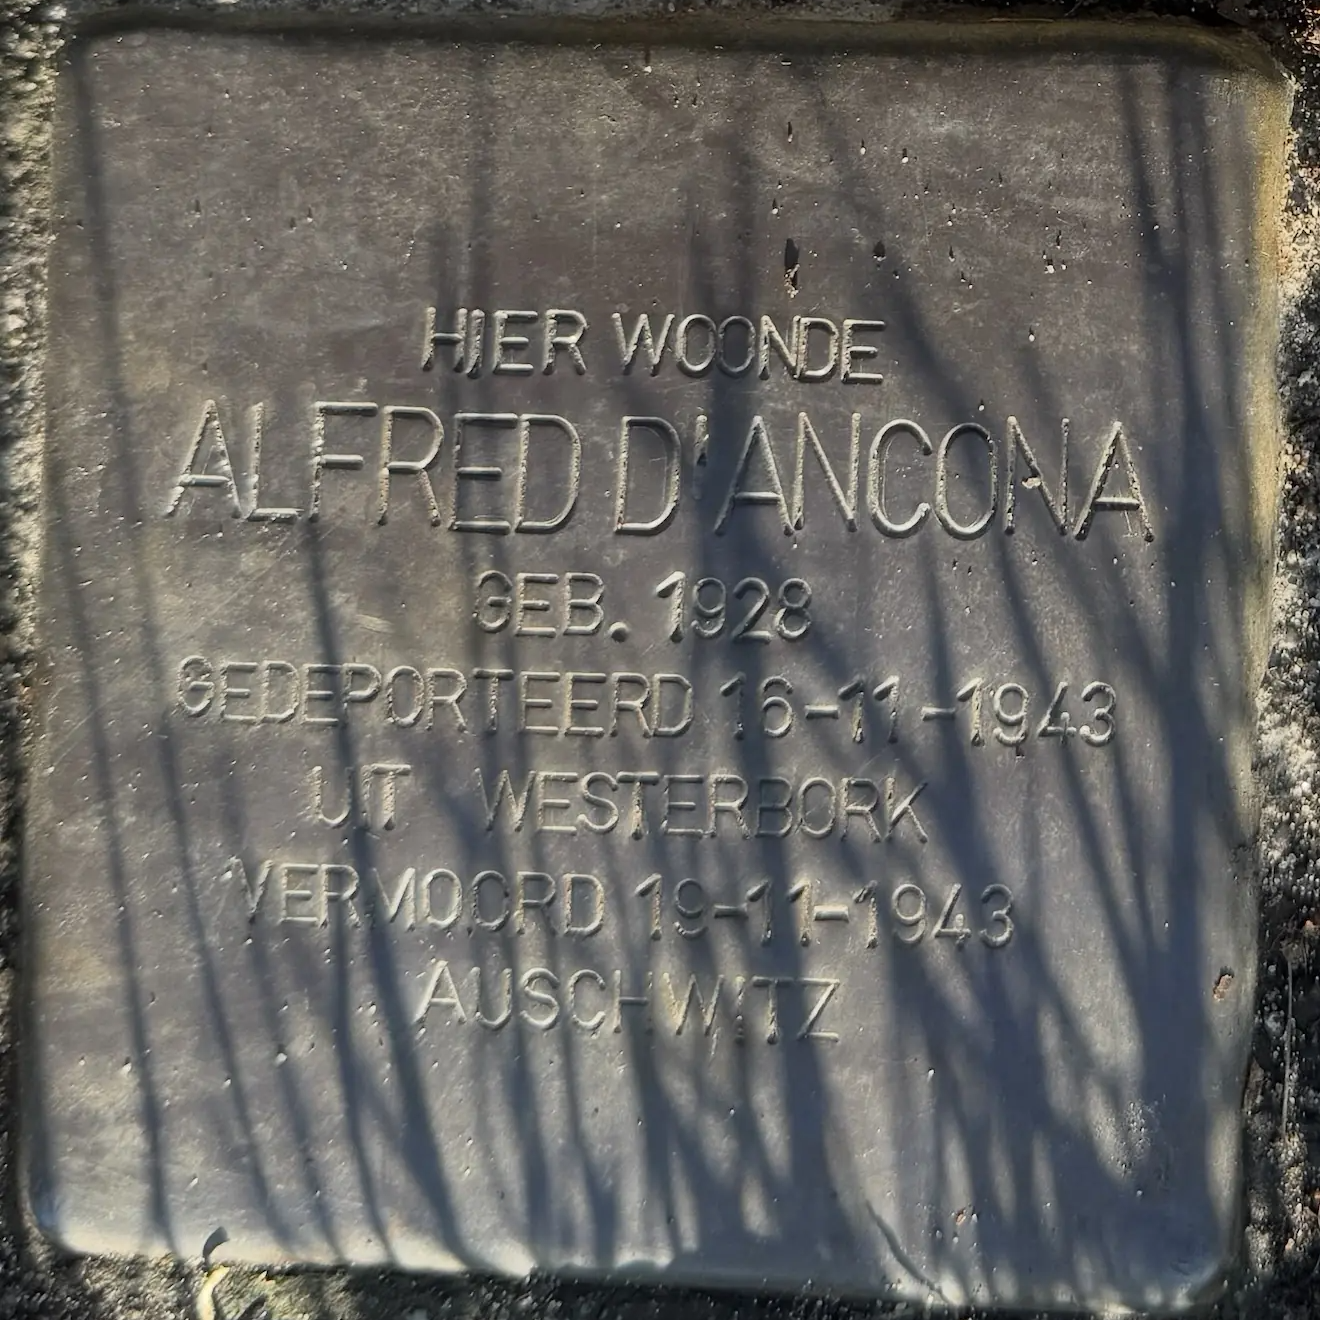 HIER WOONDE
ALFRED D'ANCONA
GEB. 1928
GEDEPORTEERD 16-11-1943
UIT WESTERBORK
VERMOORD 19-11-1943
AUSCHWITZ